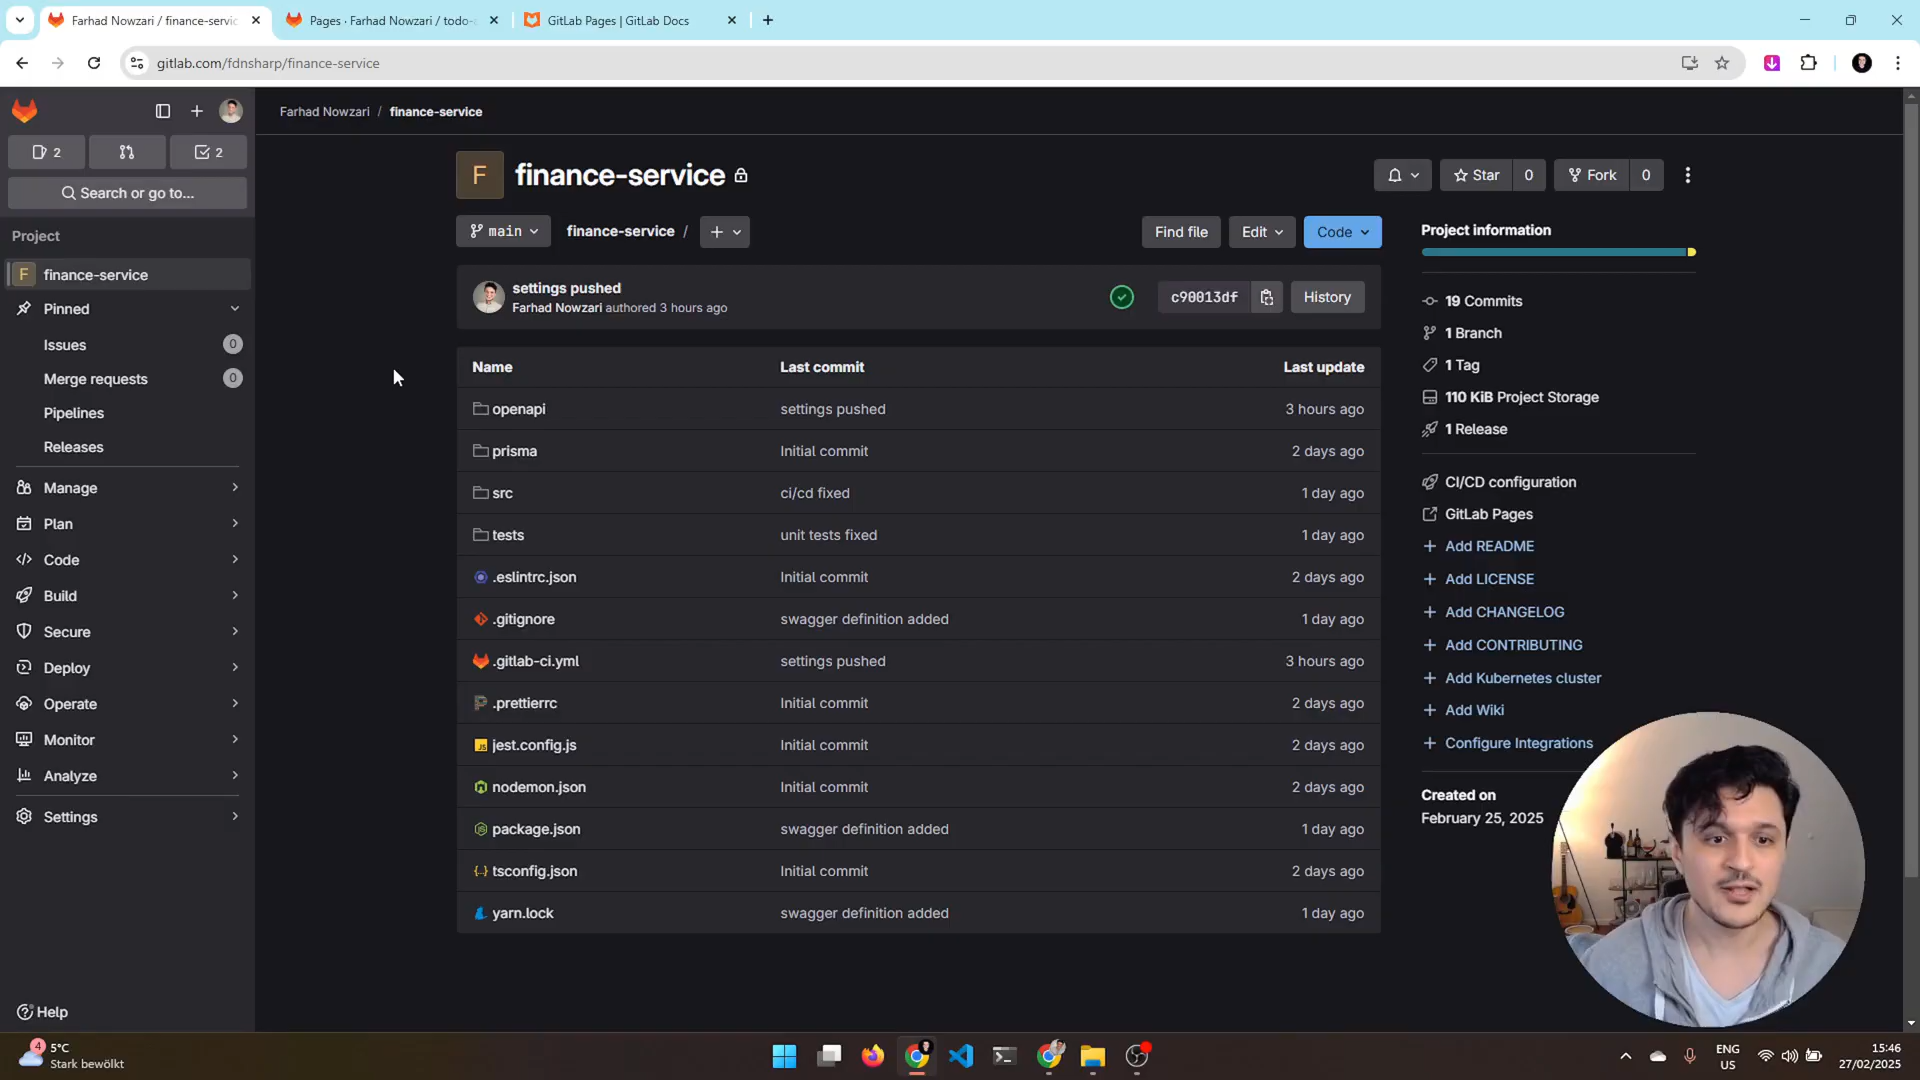 Farhad Nowzari / finance-servic
Pages · Farhad Nowzari / todo-a
GitLab Pages | GitLab Docs
gitlab.com/fdnsharp/finance-service
2
2
Search or go to...
Project
F
finance-service
Pinned
Issues
0
Merge requests
0
Pipelines
Releases
Manage
Plan
Code
Build
Secure
Deploy
Operate
Monitor
Analyze
Settings
Help
Farhad Nowzari / finance-service
F
finance-service
Star 0
Fork 0
main
finance-service /
Find file
Edit
Code
settings pushed
Farhad Nowzari authored 3 hours ago
c90013df
History
Name Last commit Last update
openapi settings pushed 3 hours ago
prisma Initial commit 2 days ago
src ci/cd fixed 1 day ago
tests unit tests fixed 1 day ago
.eslintrc.json Initial commit 2 days ago
.gitignore swagger definition added 1 day ago
.gitlab-ci.yml settings pushed 3 hours ago
.prettierrc Initial commit 2 days ago
jest.config.js Initial commit 2 days ago
nodemon.json Initial commit 2 days ago
package.json swagger definition added 1 day ago
tsconfig.json Initial commit 2 days ago
yarn.lock swagger definition added 1 day ago
Project information
19 Commits
1 Branch
1 Tag
110 KiB Project Storage
1 Release
CI/CD configuration
GitLab Pages
Add README
Add LICENSE
Add CHANGELOG
Add CONTRIBUTING
Add Kubernetes cluster
Add Wiki
Configure Integrations
Created on
February 25, 2025
4
5°C
Stark bewölkt
ENG
US
15:46
27/02/2025